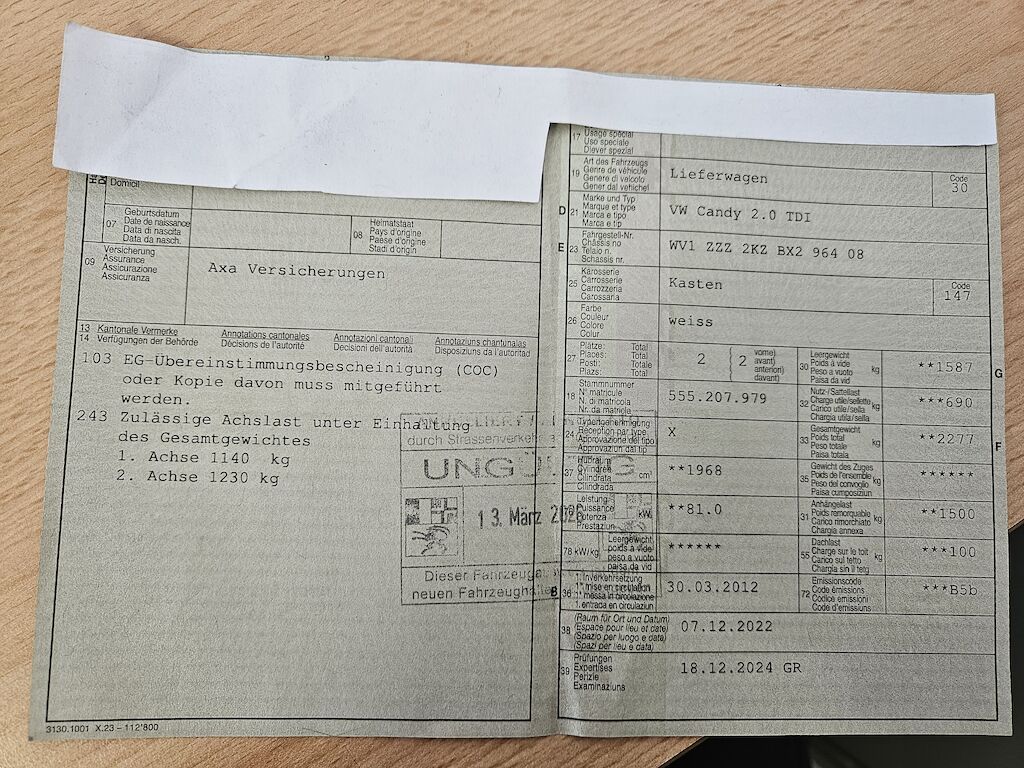 Domicil
07 Geburtsdatum
Date de naissance
Data di nascita
Data da nasch.
08 Heimatstaat
Pays d'origine
Paese d'origine
Stadi d'origin
09 Versicherung
Assurance
Assicurazione
Assicuranza
Axa Versicherungen
13 Kantonale Vermerke Annotations cantonales Annotazioni cantonali Annotaziuns chantunalas
14 Verfügungen der Behörde Décisions de l'autorité Decisioni dell'autorità Disposiziuns da l'autoritad
103 EG-Übereinstimmungsbescheinigung (COC)
oder Kopie davon muss mitgeführt
werden.
243 Zulässige Achslast unter Einhaltung
des Gesamtgewichtes
1. Achse 1140 kg
2. Achse 1230 kg
durch Strassenverkehrsa
UNG
13. März 2026
Dieser Fahrzeuga
neuen Fahrzeughalte
3130.1001 X.23 – 112'800
17 Usage spécial
Uso speciale
Diever spezial
19 Art des Fahrzeugs
Genre de véhicule
Genere di veicolo
Gener dal vehichel
Lieferwagen
Code
30
D 21 Marke und Typ
Marque et type
Marca e tipo
Marca e tip
VW Candy 2.0 TDI
E 23 Fahrgestell-Nr.
Châssis no
Telaio n.
Schassis nr.
WV1 ZZZ 2KZ BX2 964 08
25 Karosserie
Carrosserie
Carrozzeria
Carossaria
Kasten
Code
147
26 Farbe
Couleur
Colore
Colur
weiss
27 Plätze: Total
Places: Total
Posti: Totale
Plazs: Total
2 ( 2 vorne)
avant)
anteriori)
davant)
30 Leergewicht
Poids à vide
Peso a vuoto
Paisa da vid
kg
**1587
G
18 Stammnummer
N° matricule
N. di matricola
Nr. da matricla
555.207.979
32 Nutz-/Sattellast
Charge utile/sellette
Carico utile/sella
Chargia utila/sella
kg
***690
24 Typengenehmigung
Réception par type
Approvazione del tipo
Approvaziun dal tip
X
33 Gesamtgewicht
Poids total
Peso totale
Paisa totala
kg
**2277
F
37 Hubraum
Cylindrée
Cilindrata
Cilindrada
cm³
**1968
35 Gewicht des Zuges
Poids de l'ensemble
Peso del convoglio
Paisa cumposiziun
kg
******
Leistung
Puissance
Potenza
Prestaziun
kW
**81.0
31 Anhängelast
Poids remorquable
Carico rimorchiato
Chargia annexa
kg
**1500
78 kW/kg Leergewicht
poids à vide
peso a vuoto
paisa da vid
******
55 Dachlast
Charge sur le toit
Carico sul tetto
Chargia sin il tetg
kg
***100
B 36 1. Inverkehrsetzung
1re mise en circulation
1a messa in circolazione
1. entrada en circulaziun
30.03.2012
72 Emissionscode
Code émissions
Codice emissioni
Code d'emissiuns
***B5b
38 (Raum für Ort und Datum)
(Espace pour lieu et date)
(Spazio per luogo e data)
(Spazi per lieu e data)
07.12.2022
39 Prüfungen
Expertises
Perizie
Examinaziuns
18.12.2024 GR